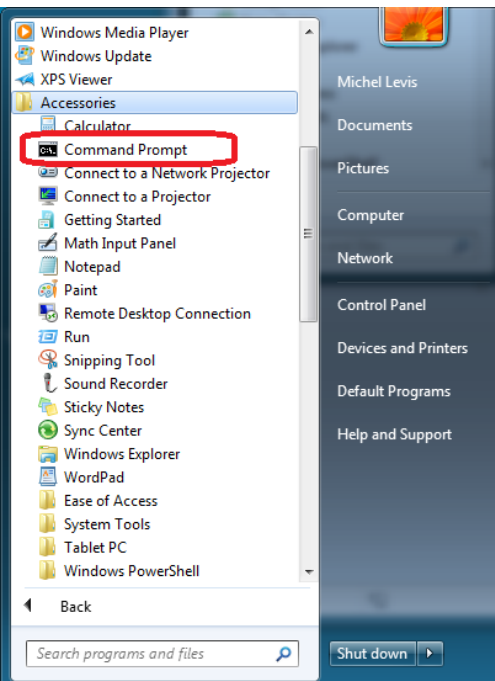 Windows Media Player
Windows Update
XPS Viewer
Accessories
Calculator
Command Prompt
Connect to a Network Projector
Connect to a Projector
Getting Started
Math Input Panel
Notepad
Paint
Remote Desktop Connection
Run
Snipping Tool
Sound Recorder
Sticky Notes
Sync Center
Windows Explorer
WordPad
Ease of Access
System Tools
Tablet PC
Windows PowerShell
Back
Search programs and files
Michel Levis
Documents
Pictures
Computer
Network
Control Panel
Devices and Printers
Default Programs
Help and Support
Shut down